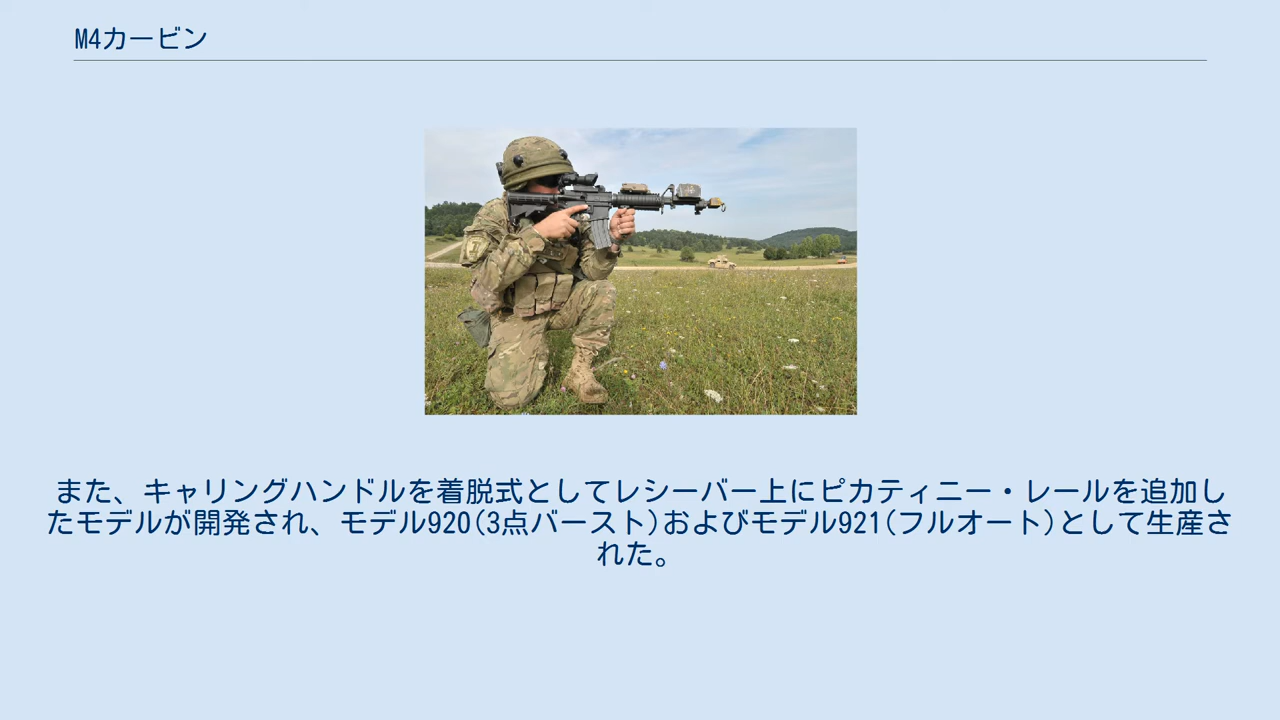 M4カービン
また、キャリングハンドルを着脱式としてレシーバー上にピカティニー・レールを追加し
たモデルが開発され、モデル920(3点バースト)およびモデル921(フルオート)として生産さ
れた。